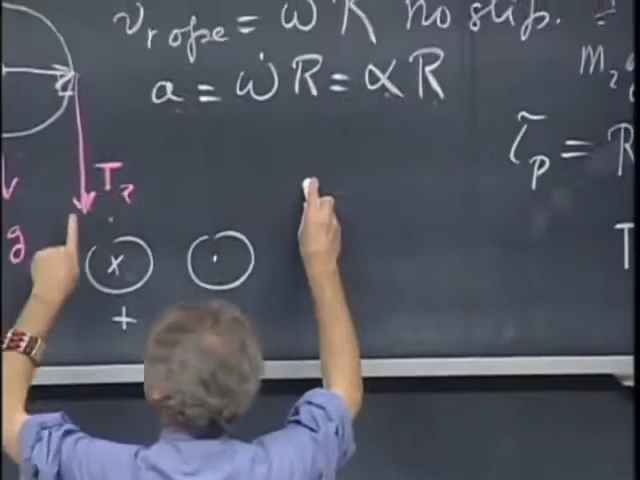 v_rope = ωR no slip.
a = ω̇R = αR
m₂
τ_p = R
T₂
g
x
+
T